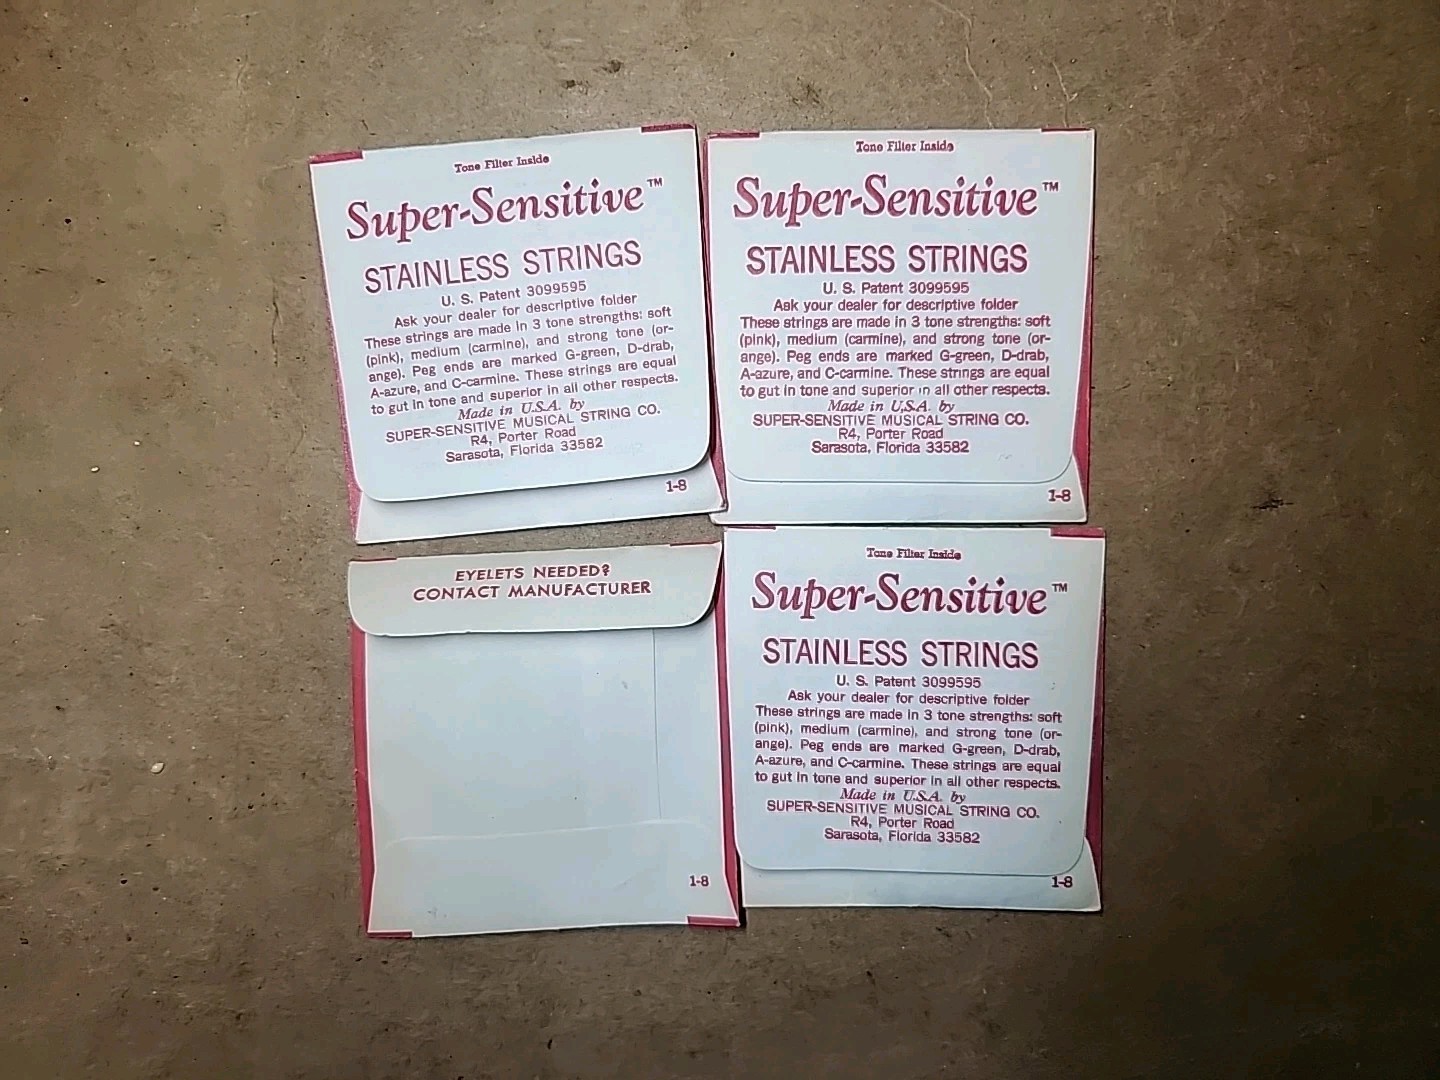 Tone Filter Inside
Super-Sensitive™
STAINLESS STRINGS
U. S. Patent 3099595
Ask your dealer for descriptive folder
These strings are made in 3 tone strengths: soft
(pink), medium (carmine), and strong tone (or-
ange). Peg ends are marked G-green, D-drab,
A-azure, and C-carmine. These strings are equal
to gut in tone and superior in all other respects.
Made in U.S.A. by
SUPER-SENSITIVE MUSICAL STRING CO.
R4, Porter Road
Sarasota, Florida 33582
1-8
Tone Filter Inside
Super-Sensitive™
STAINLESS STRINGS
U. S. Patent 3099595
Ask your dealer for descriptive folder
These strings are made in 3 tone strengths: soft
(pink), medium (carmine), and strong tone (or-
ange). Peg ends are marked G-green, D-drab,
A-azure, and C-carmine. These strings are equal
to gut in tone and superior in all other respects.
Made in U.S.A. by
SUPER-SENSITIVE MUSICAL STRING CO.
R4, Porter Road
Sarasota, Florida 33582
1-8
EYELETS NEEDED?
CONTACT MANUFACTURER
1-8
Tone Filter Inside
Super-Sensitive™
STAINLESS STRINGS
U. S. Patent 3099595
Ask your dealer for descriptive folder
These strings are made in 3 tone strengths: soft
(pink), medium (carmine), and strong tone (or-
ange). Peg ends are marked G-green, D-drab,
A-azure, and C-carmine. These strings are equal
to gut in tone and superior in all other respects.
Made in U.S.A. by
SUPER-SENSITIVE MUSICAL STRING CO.
R4, Porter Road
Sarasota, Florida 33582
1-8